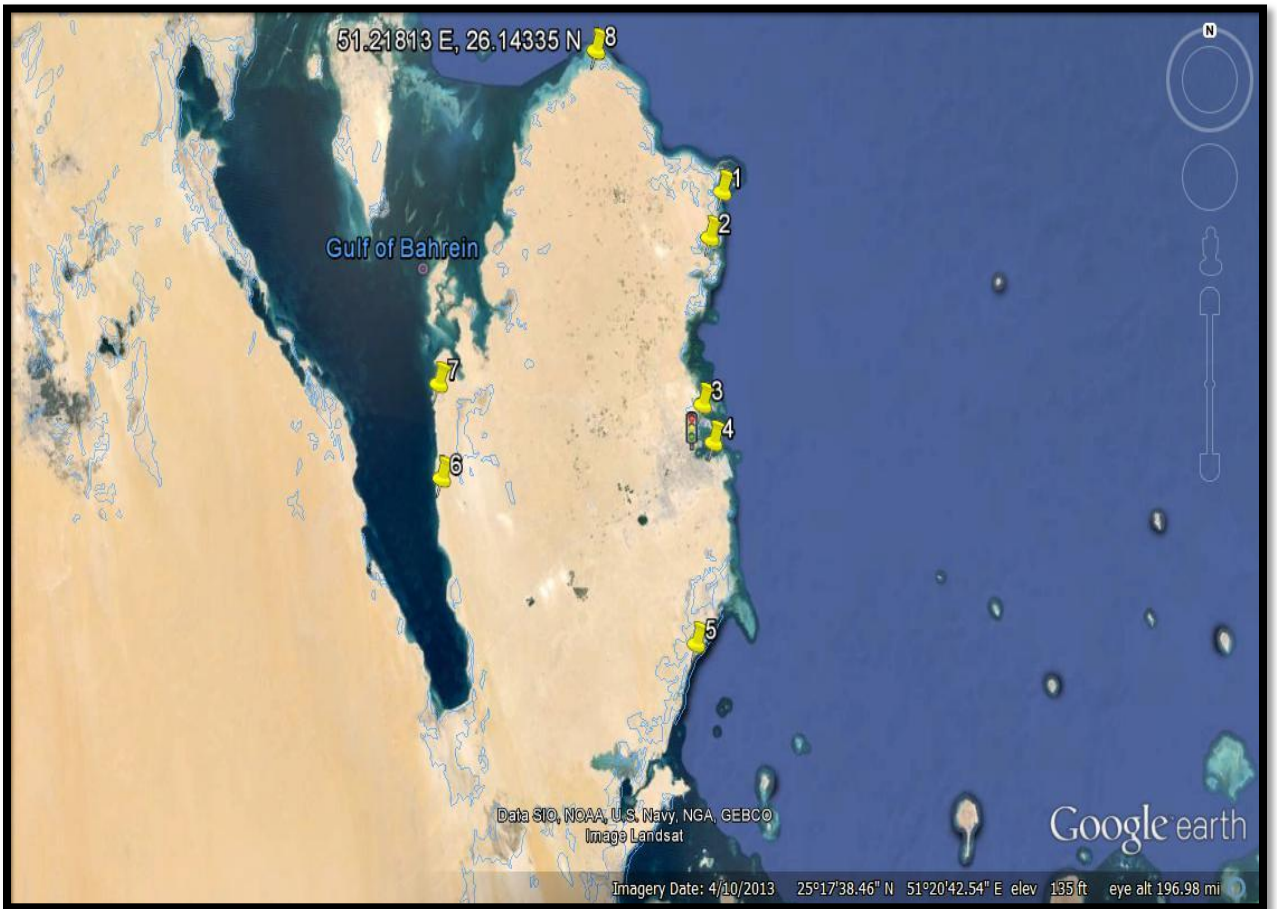 51.21813 E, 26.14335 N 8
N
1
2
Gulf of Bahrein
7
3
4
6
5
Data SIO, NOAA, U.S. Navy, NGA, GEBCO
Image Landsat
Google earth
Imagery Date: 4/10/2013 25°17'38.46" N 51°20'42.54" E elev 135 ft eye alt 196.98 mi